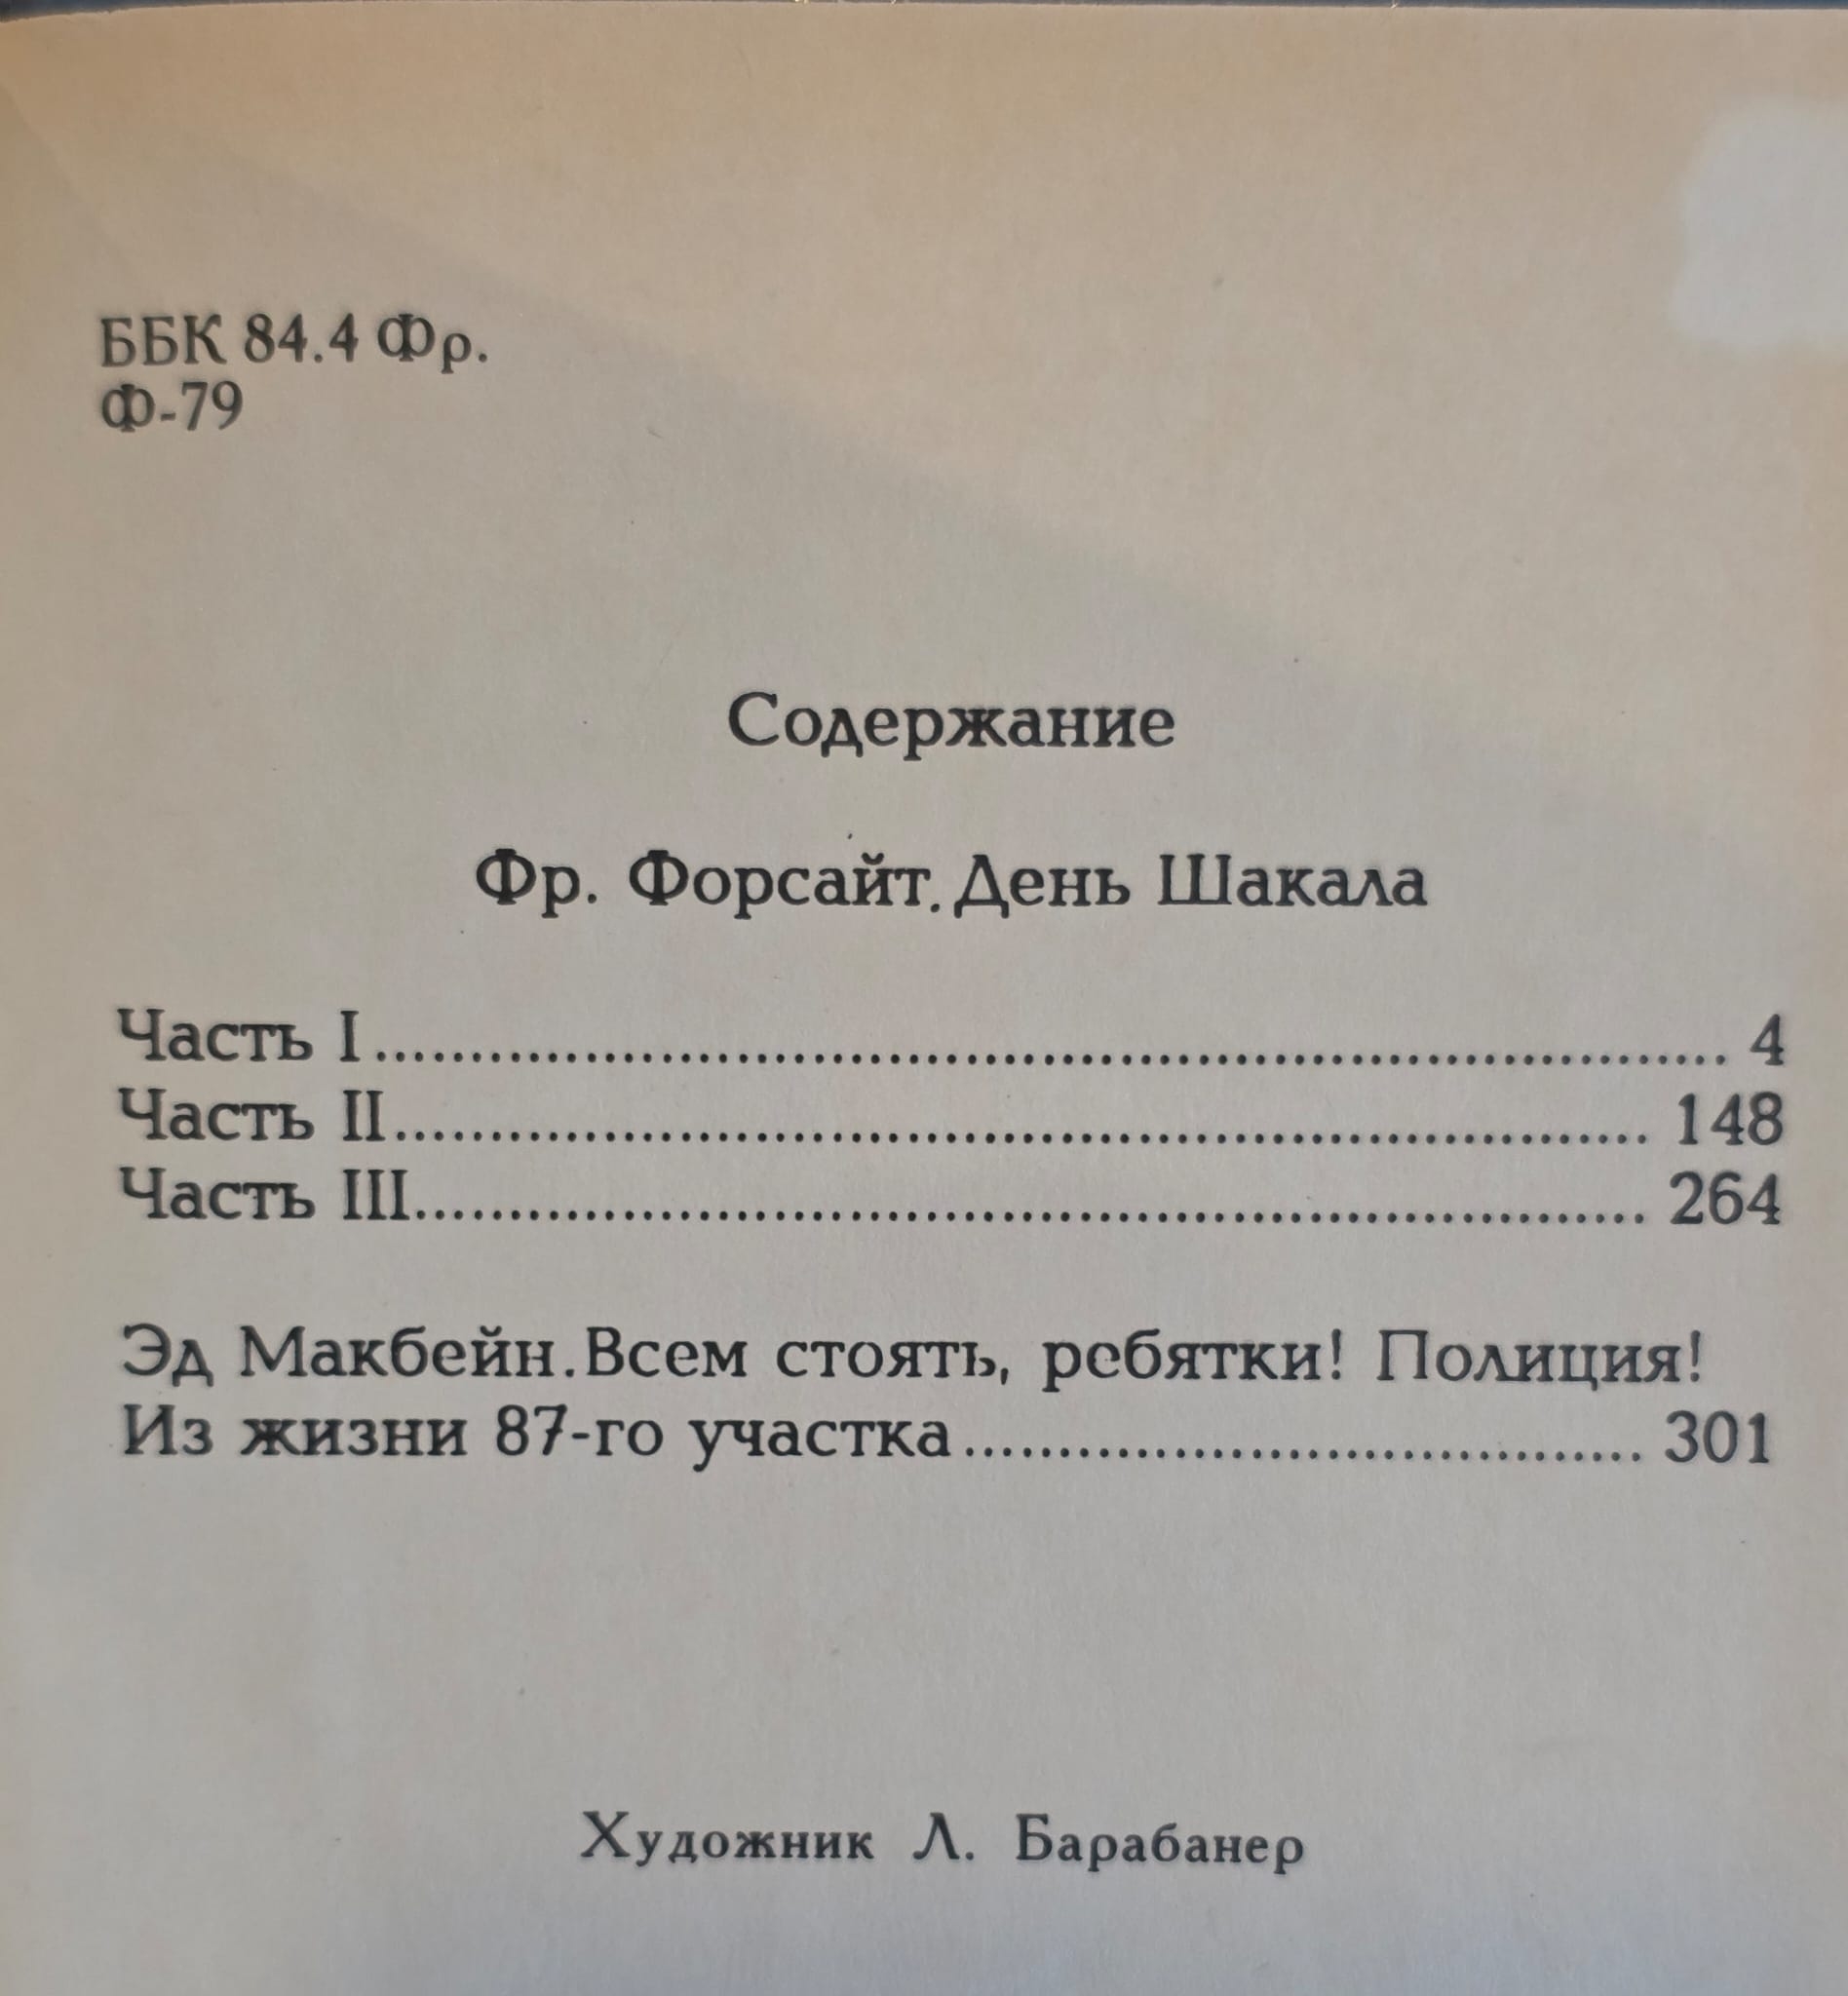 ББК 84.4 Фр.
Ф-79
Содержание
Фр. Форсайт. День Шакала
Часть I........................................................................ 4
Часть II.................................................................. 148
Часть III................................................................. 264
Эд Макбейн. Всем стоять, ребятки! Полиция!
Из жизни 87-го участка.................................... 301
Художник Л. Барабанер